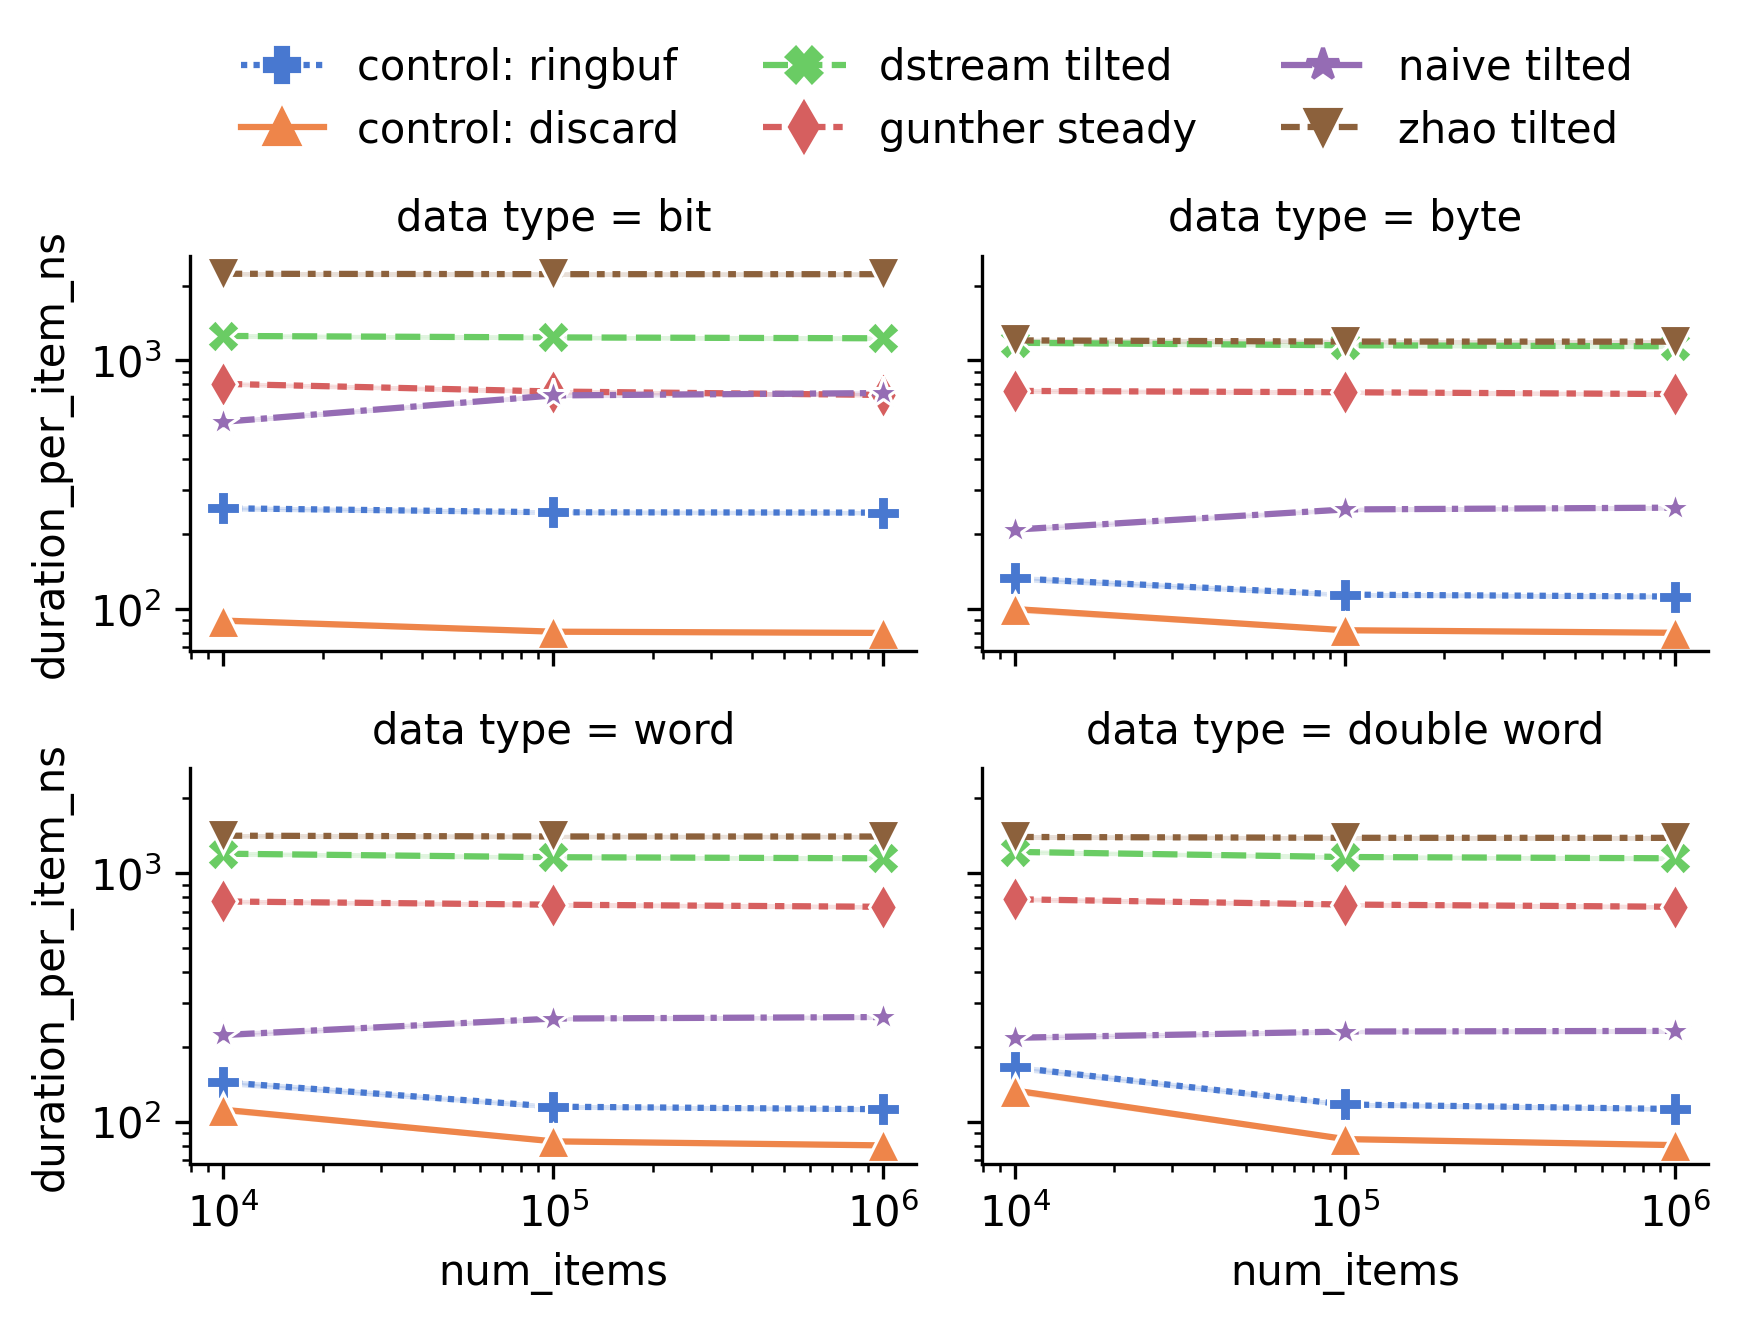 control: ringbuf dstream tilted naive tilted
control: discard gunther steady zhao tilted
data type = bit data type = byte
duration_per_item_ns
10³
10²
data type = word data type = double word
duration_per_item_ns
10³
10²
10⁴ 10⁵ 10⁶ 10⁴ 10⁵ 10⁶
num_items num_items